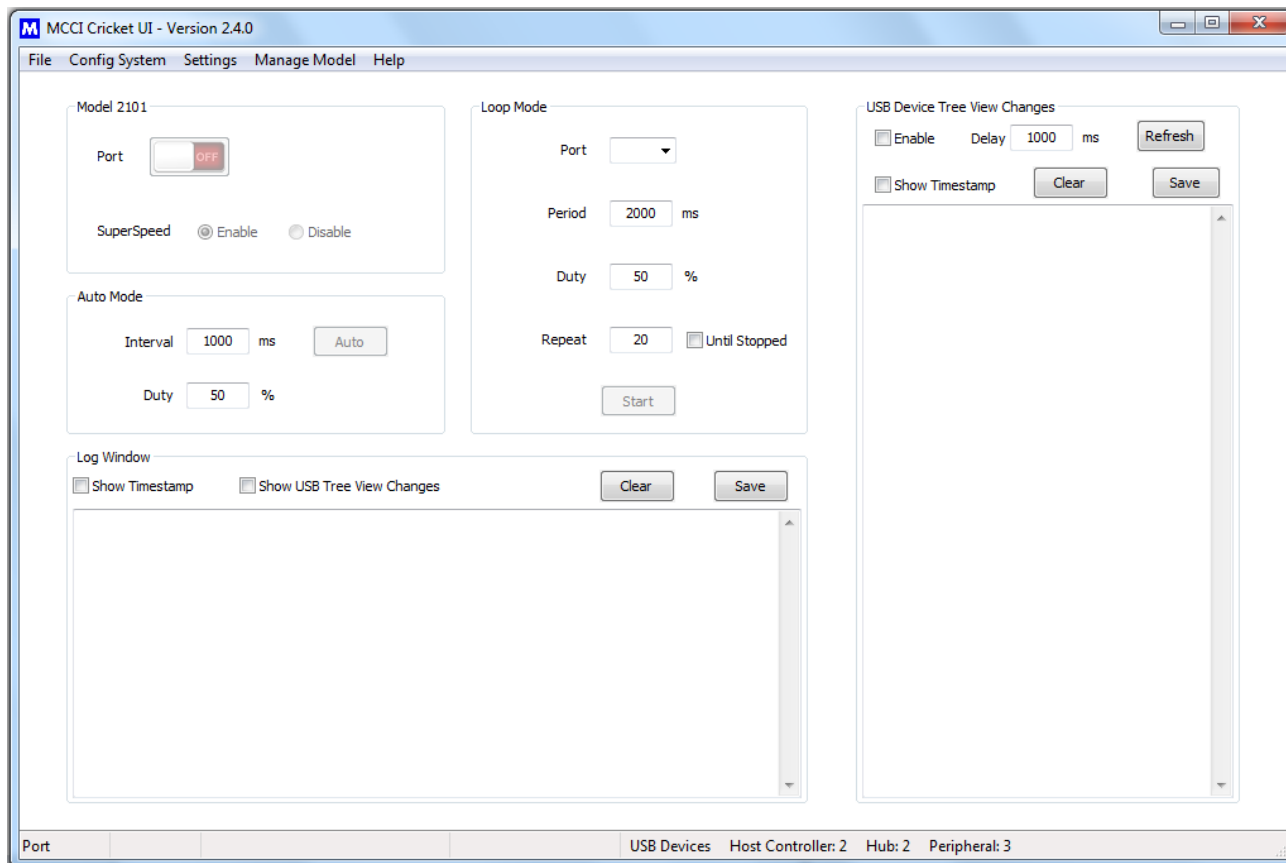 M MCCI Cricket UI - Version 2.4.0
File Config System Settings Manage Model Help
Model 2101
Port OFF
SuperSpeed Enable Disable
Auto Mode
Interval 1000 ms Auto
Duty 50 %
Loop Mode
Port
Period 2000 ms
Duty 50 %
Repeat 20 Until Stopped
Start
USB Device Tree View Changes
Enable Delay 1000 ms Refresh
Show Timestamp Clear Save
Log Window
Show Timestamp Show USB Tree View Changes Clear Save
Port USB Devices Host Controller: 2 Hub: 2 Peripheral: 3